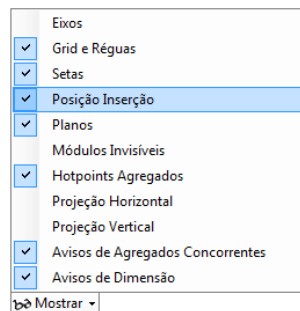 Eixos
Grid e Réguas
Setas
Posição Inserção
Planos
Módulos Invisíveis
Hotpoints Agregados
Projeção Horizontal
Projeção Vertical
Avisos de Agregados Concorrentes
Avisos de Dimensão
Mostrar